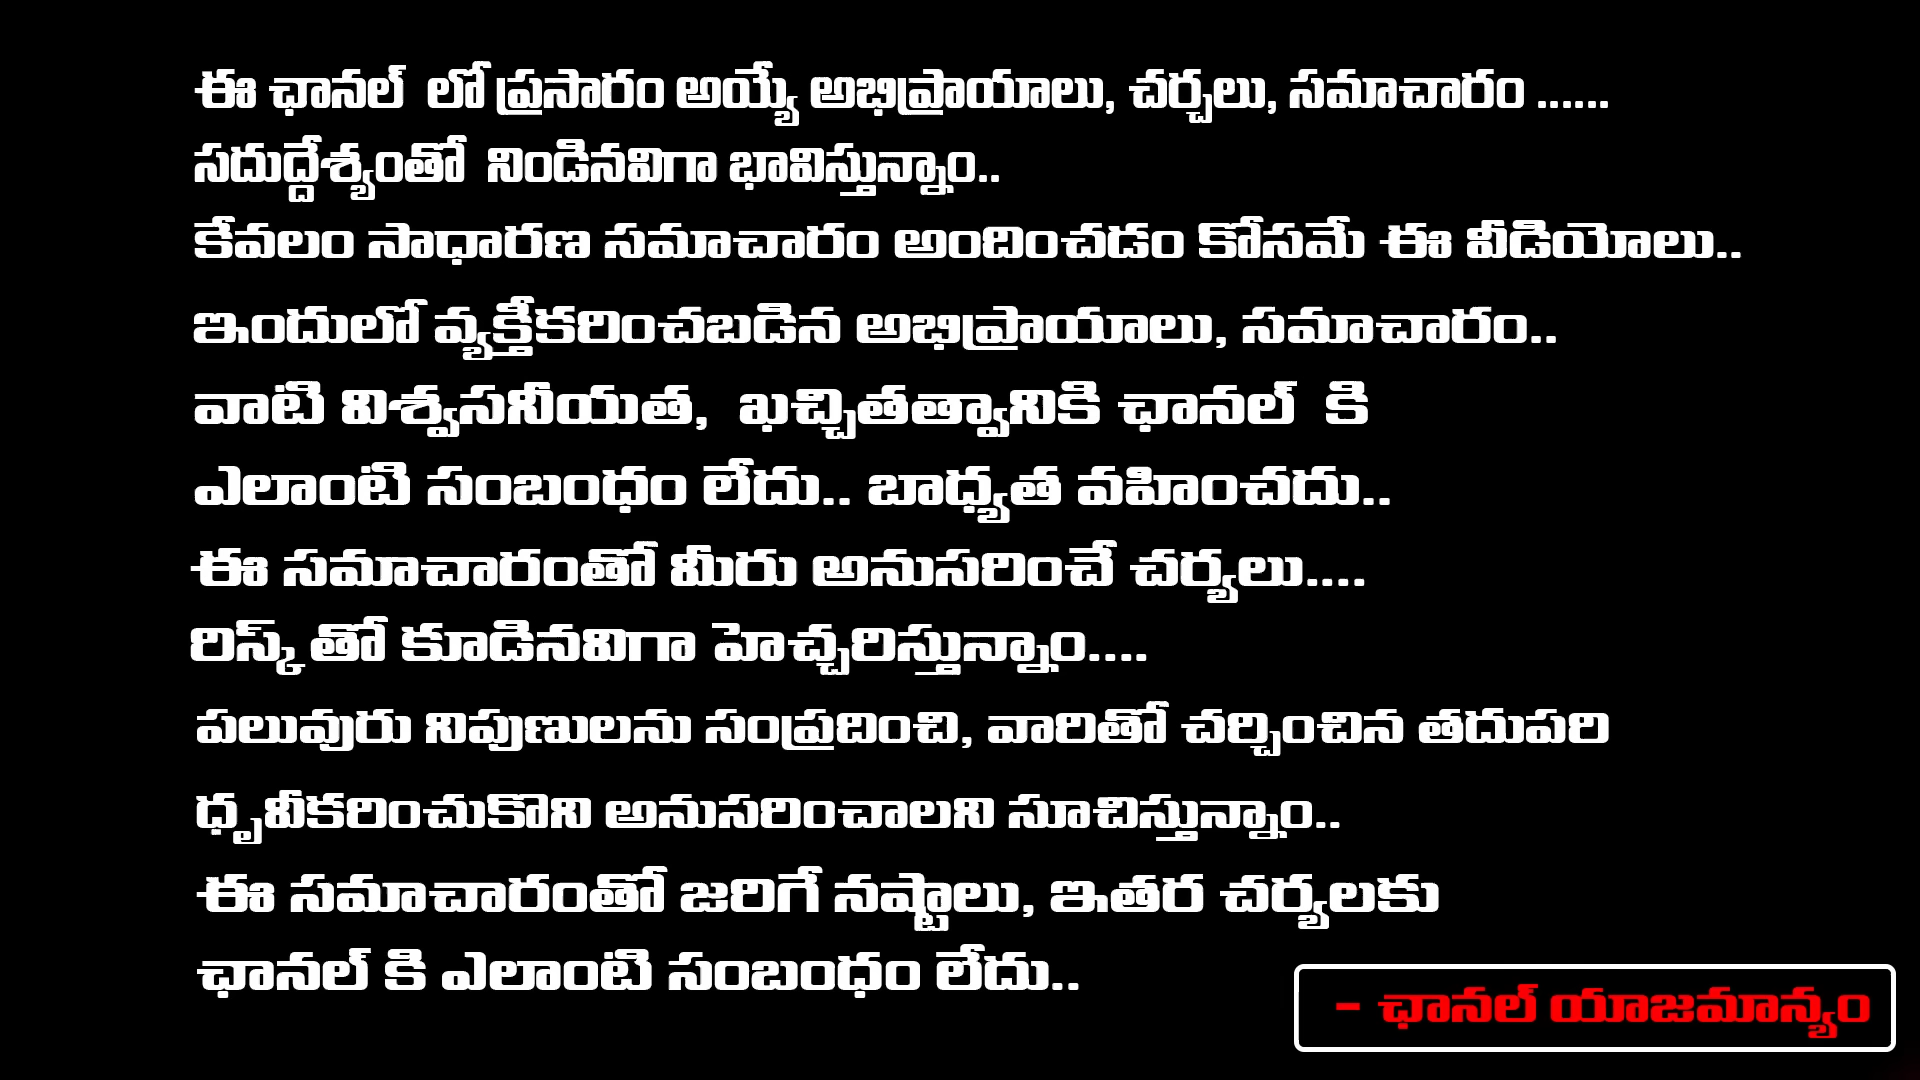 ఈ ఛానల్ లో ప్రసారం అయ్యే అభిప్రాయాలు, చర్చలు, సమాచారం ......
సదుద్దేశ్యంతో నిండినవిగా భావిస్తున్నాం..
కేవలం సాధారణ సమాచారం అందించడం కోసమే ఈ వీడియోలు..
ఇందులో వ్యక్తీకరించబడిన అభిప్రాయాలు, సమాచారం..
వాటి విశ్వసనీయత, ఖచ్చితత్వానికి ఛానల్ కి
ఎలాంటి సంబంధం లేదు.. బాధ్యత వహించదు..
ఈ సమాచారంతో మీరు అనుసరించే చర్యలు....
రిస్క్ తో కూడినవిగా హెచ్చరిస్తున్నాం....
పలువురు నిపుణులను సంప్రదించి, వారితో చర్చించిన తదుపరి
ధృవీకరించుకొని అనుసరించాలని సూచిస్తున్నాం..
ఈ సమాచారంతో జరిగే నష్టాలు, ఇతర చర్యలకు
ఛానల్ కి ఎలాంటి సంబంధం లేదు..
- ఛానల్ యాజమాన్యం